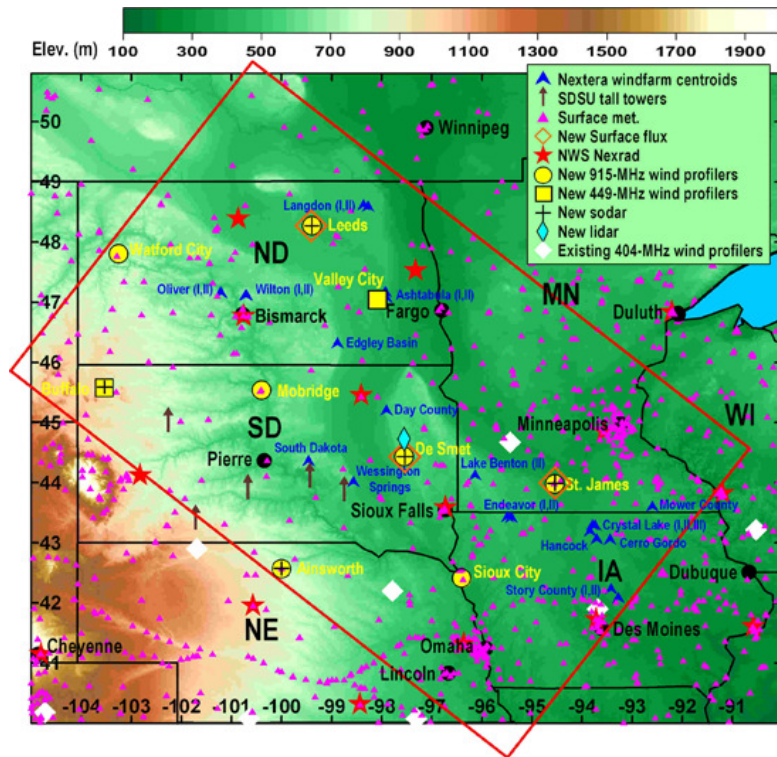 Elev. (m)
100 300 500 700 900 1100 1300 1500 1700 1900
Nextera windfarm centroids
SDSU tall towers
Surface met.
New Surface flux
NWS Nexrad
New 915-MHz wind profilers
New 449-MHz wind profilers
New sodar
New lidar
Existing 404-MHz wind profilers
50
Winnipeg
49
Langdon (I,II)
Leeds
48
Watford City
ND
Valley City
MN
47
Oliver (I,II)
Wilton (I,II)
Ashtabula (I,II)
Bismarck
Fargo
Duluth
Edgley Basin
46
Buffalo
Mobridge
45
Day County
Minneapolis
WI
SD
De Smet
Pierre
South Dakota
Lake Benton (II)
44
Wessington
Springs
St. James
Sioux Falls
Endeavor (I,II)
Mower County
Crystal Lake (I,II,III)
43
Hancock
Cerro Gordo
Ainsworth
Sioux City
IA
Dubuque
Story County (I,II)
42
NE
Des Moines
Cheyenne
Omaha
41
Lincoln
-104 -103 -102 -101 -100 -99 -98 -97 -96 -95 -94 -93 -92 -91